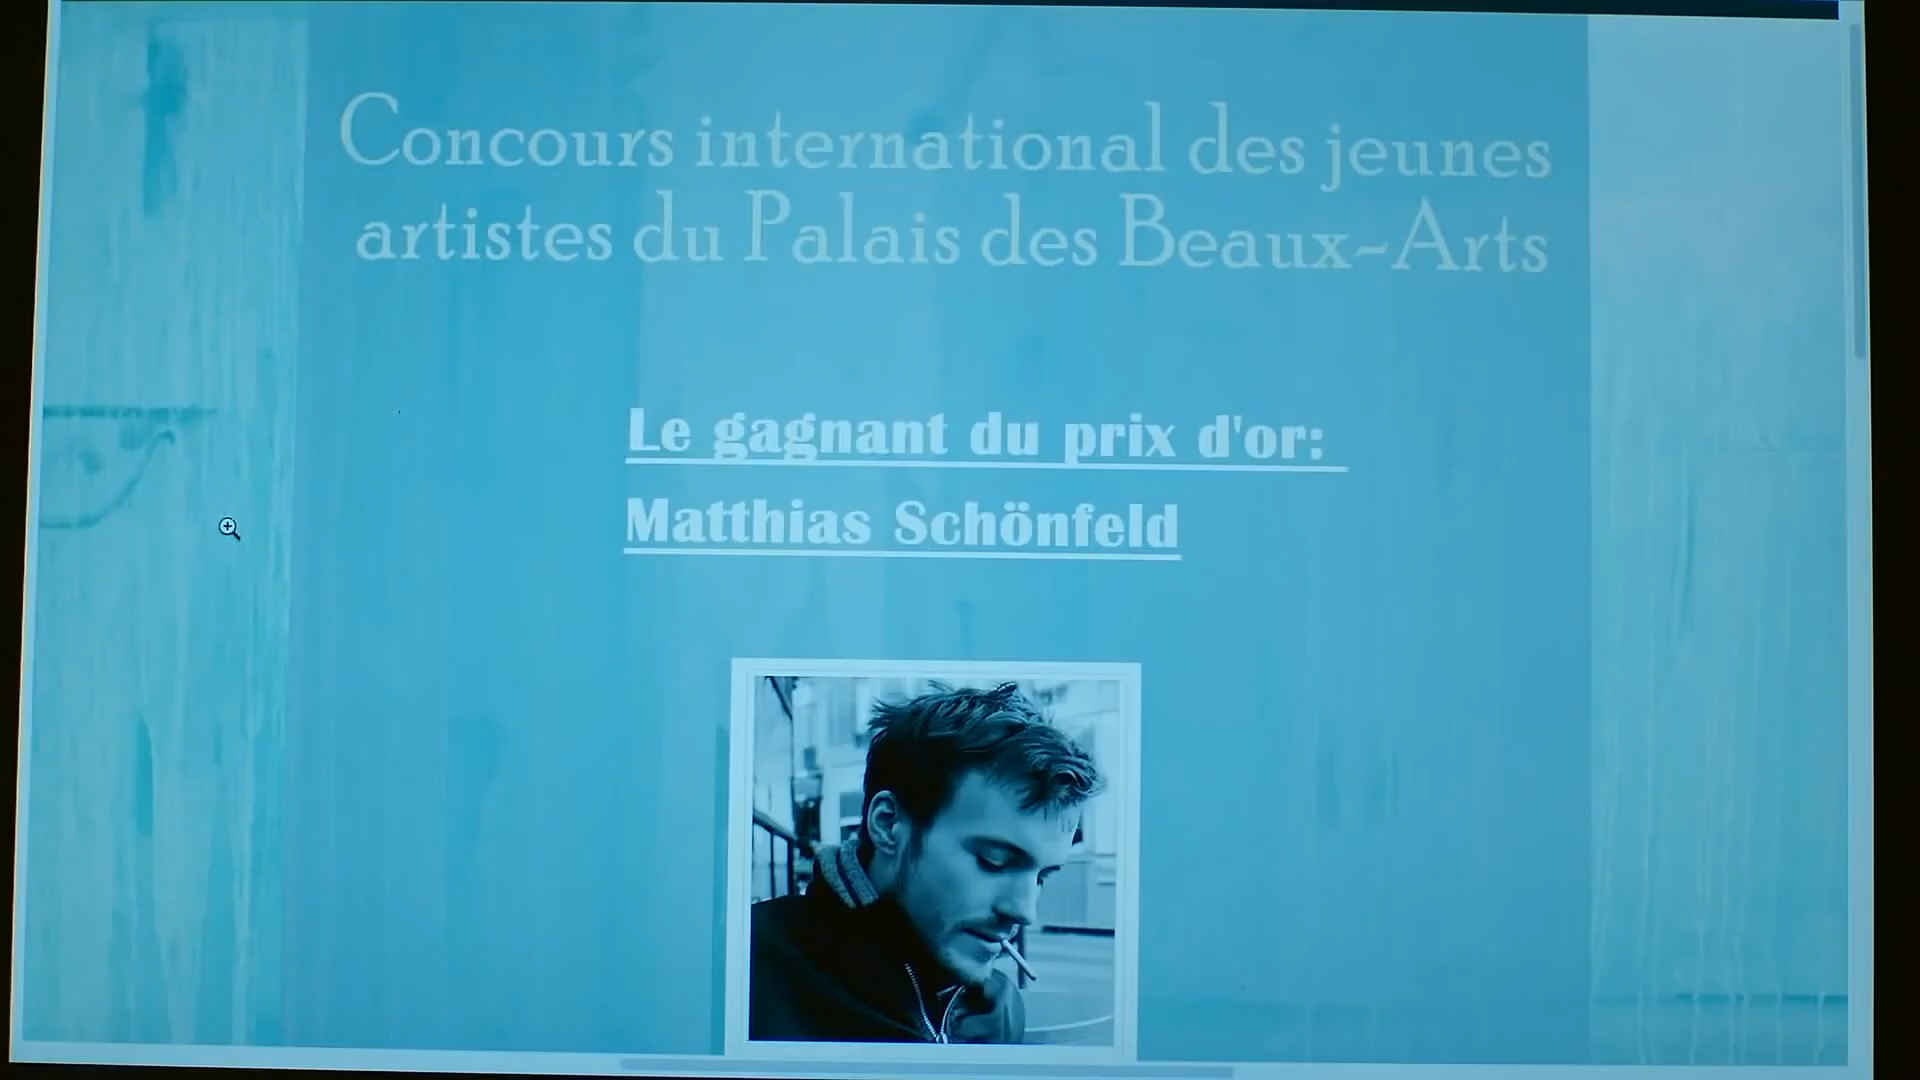 Concours international des jeunes
artistes du Palais des Beaux-Arts
Le gagnant du prix d'or:
Matthias Schönfeld